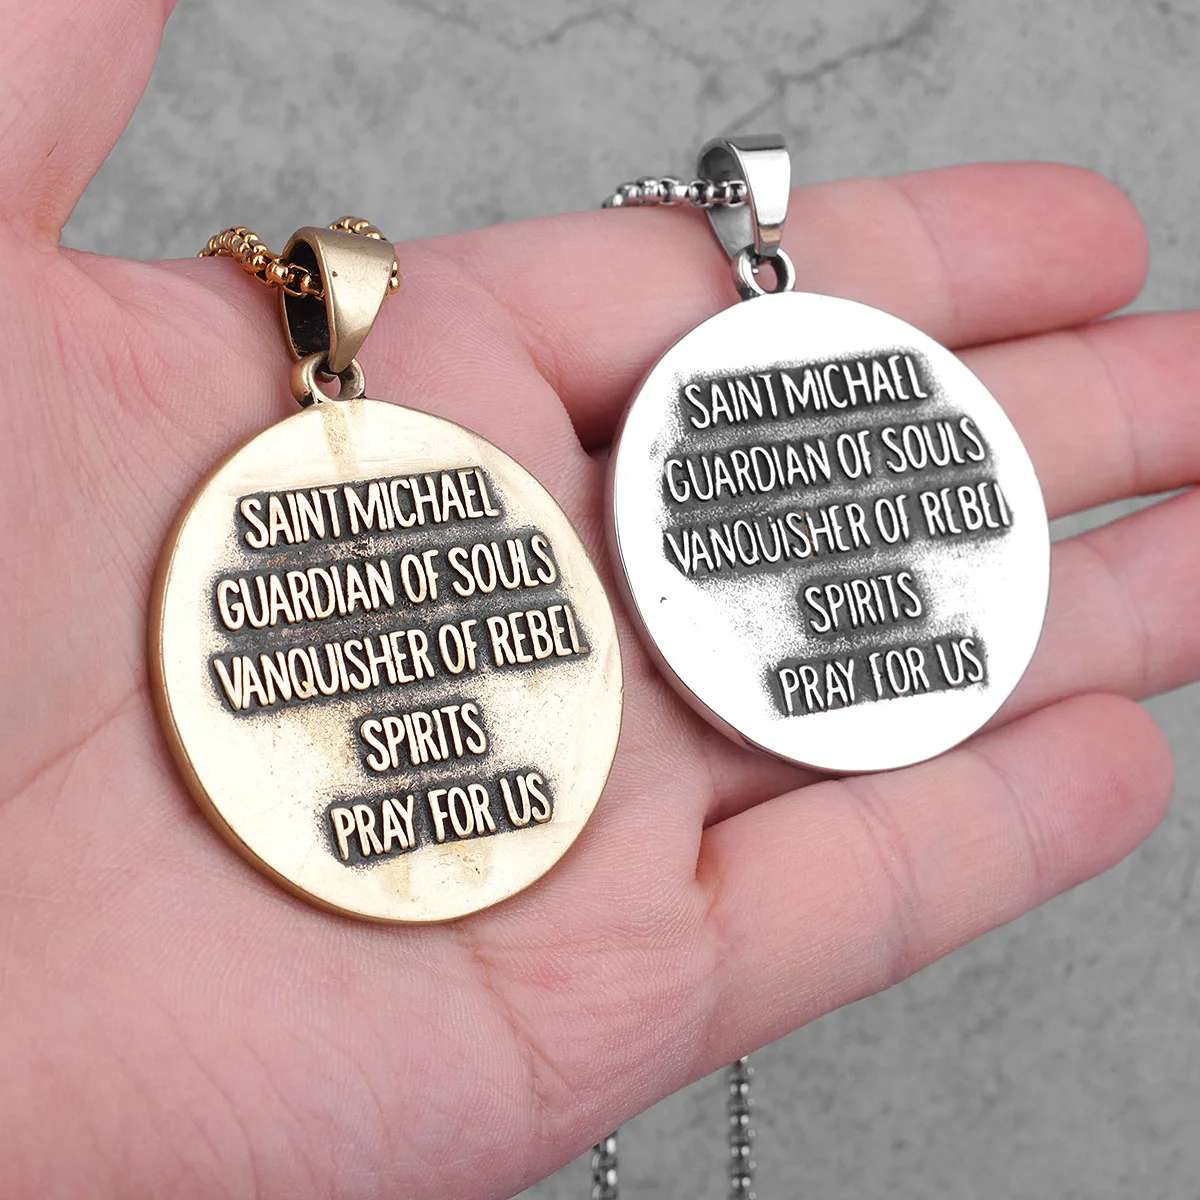 SAINT MICHAEL
GUARDIAN OF SOULS
VANQUISHER OF REBEL
SPIRITS
PRAY FOR US
SAINT MICHAEL
GUARDIAN OF SOULS
VANQUISHER OF REBEL
SPIRITS
PRAY FOR US